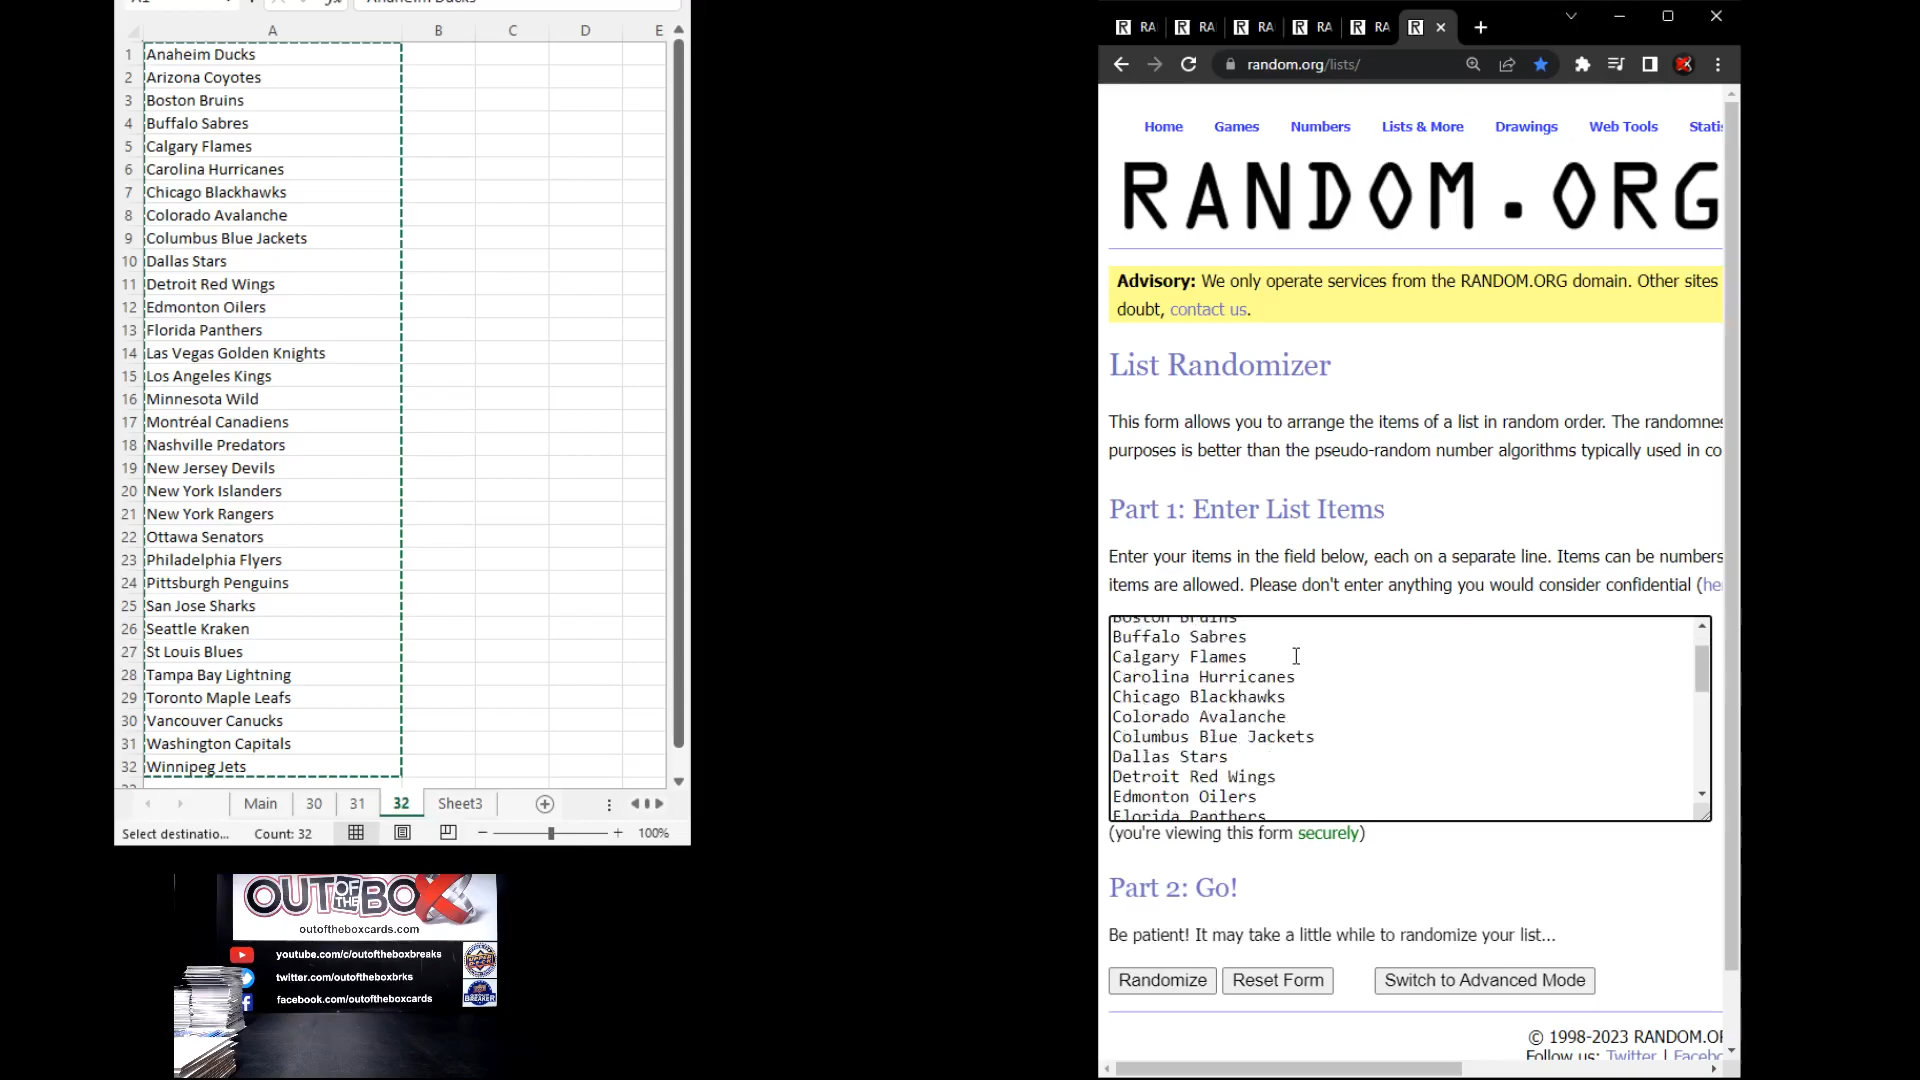 A B C D E
1 Anaheim Ducks
2 Arizona Coyotes
3 Boston Bruins
4 Buffalo Sabres
5 Calgary Flames
6 Carolina Hurricanes
7 Chicago Blackhawks
8 Colorado Avalanche
9 Columbus Blue Jackets
10 Dallas Stars
11 Detroit Red Wings
12 Edmonton Oilers
13 Florida Panthers
14 Las Vegas Golden Knights
15 Los Angeles Kings
16 Minnesota Wild
17 Montréal Canadiens
18 Nashville Predators
19 New Jersey Devils
20 New York Islanders
21 New York Rangers
22 Ottawa Senators
23 Philadelphia Flyers
24 Pittsburgh Penguins
25 San Jose Sharks
26 Seattle Kraken
27 St Louis Blues
28 Tampa Bay Lightning
29 Toronto Maple Leafs
30 Vancouver Canucks
31 Washington Capitals
32 Winnipeg Jets
Main 30 31 32 Sheet3
Select destinatio... Count: 32 100%
OUT OF THE BOX
outoftheboxcards.com
youtube.com/c/outoftheboxbreaks
twitter.com/outoftheboxbrks
facebook.com/outoftheboxcards
RA RA RA RA RA
random.org/lists/
Home Games Numbers Lists & More Drawings Web Tools Statis
RANDOM.ORG
Advisory: We only operate services from the RANDOM.ORG domain. Other sites
doubt, contact us.
List Randomizer
This form allows you to arrange the items of a list in random order. The randomnes
purposes is better than the pseudo-random number algorithms typically used in co
Part 1: Enter List Items
Enter your items in the field below, each on a separate line. Items can be numbers
items are allowed. Please don't enter anything you would consider confidential (he
Boston Bruins
Buffalo Sabres
Calgary Flames
Carolina Hurricanes
Chicago Blackhawks
Colorado Avalanche
Columbus Blue Jackets
Dallas Stars
Detroit Red Wings
Edmonton Oilers
Florida Panthers
(you're viewing this form securely)
Part 2: Go!
Be patient! It may take a little while to randomize your list...
Randomize Reset Form Switch to Advanced Mode
© 1998-2023 RANDOM.OR
Follow us: Twitter | Facebo